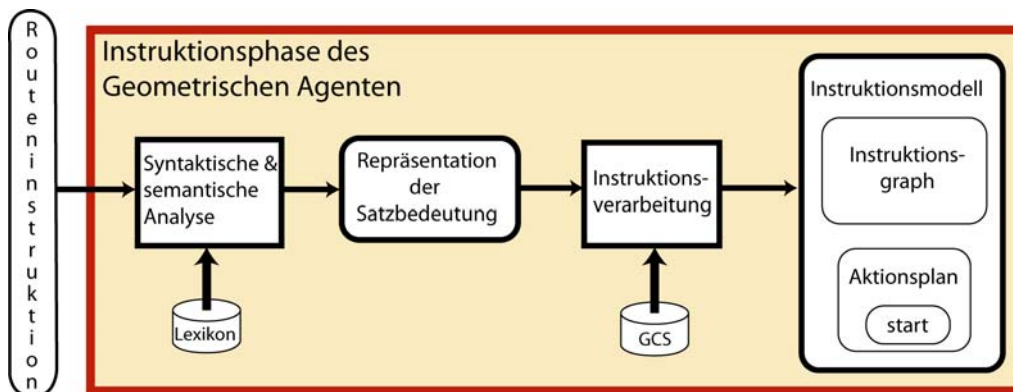 Routeninstruktion
Instruktionsphase des
Geometrischen Agenten
Syntaktische &
semantische
Analyse
Lexikon
Repräsentation
der
Satzbedeutung
Instruktions-
verarbeitung
GCS
Instruktionsmodell
Instruktions-
graph
Aktionsplan
start